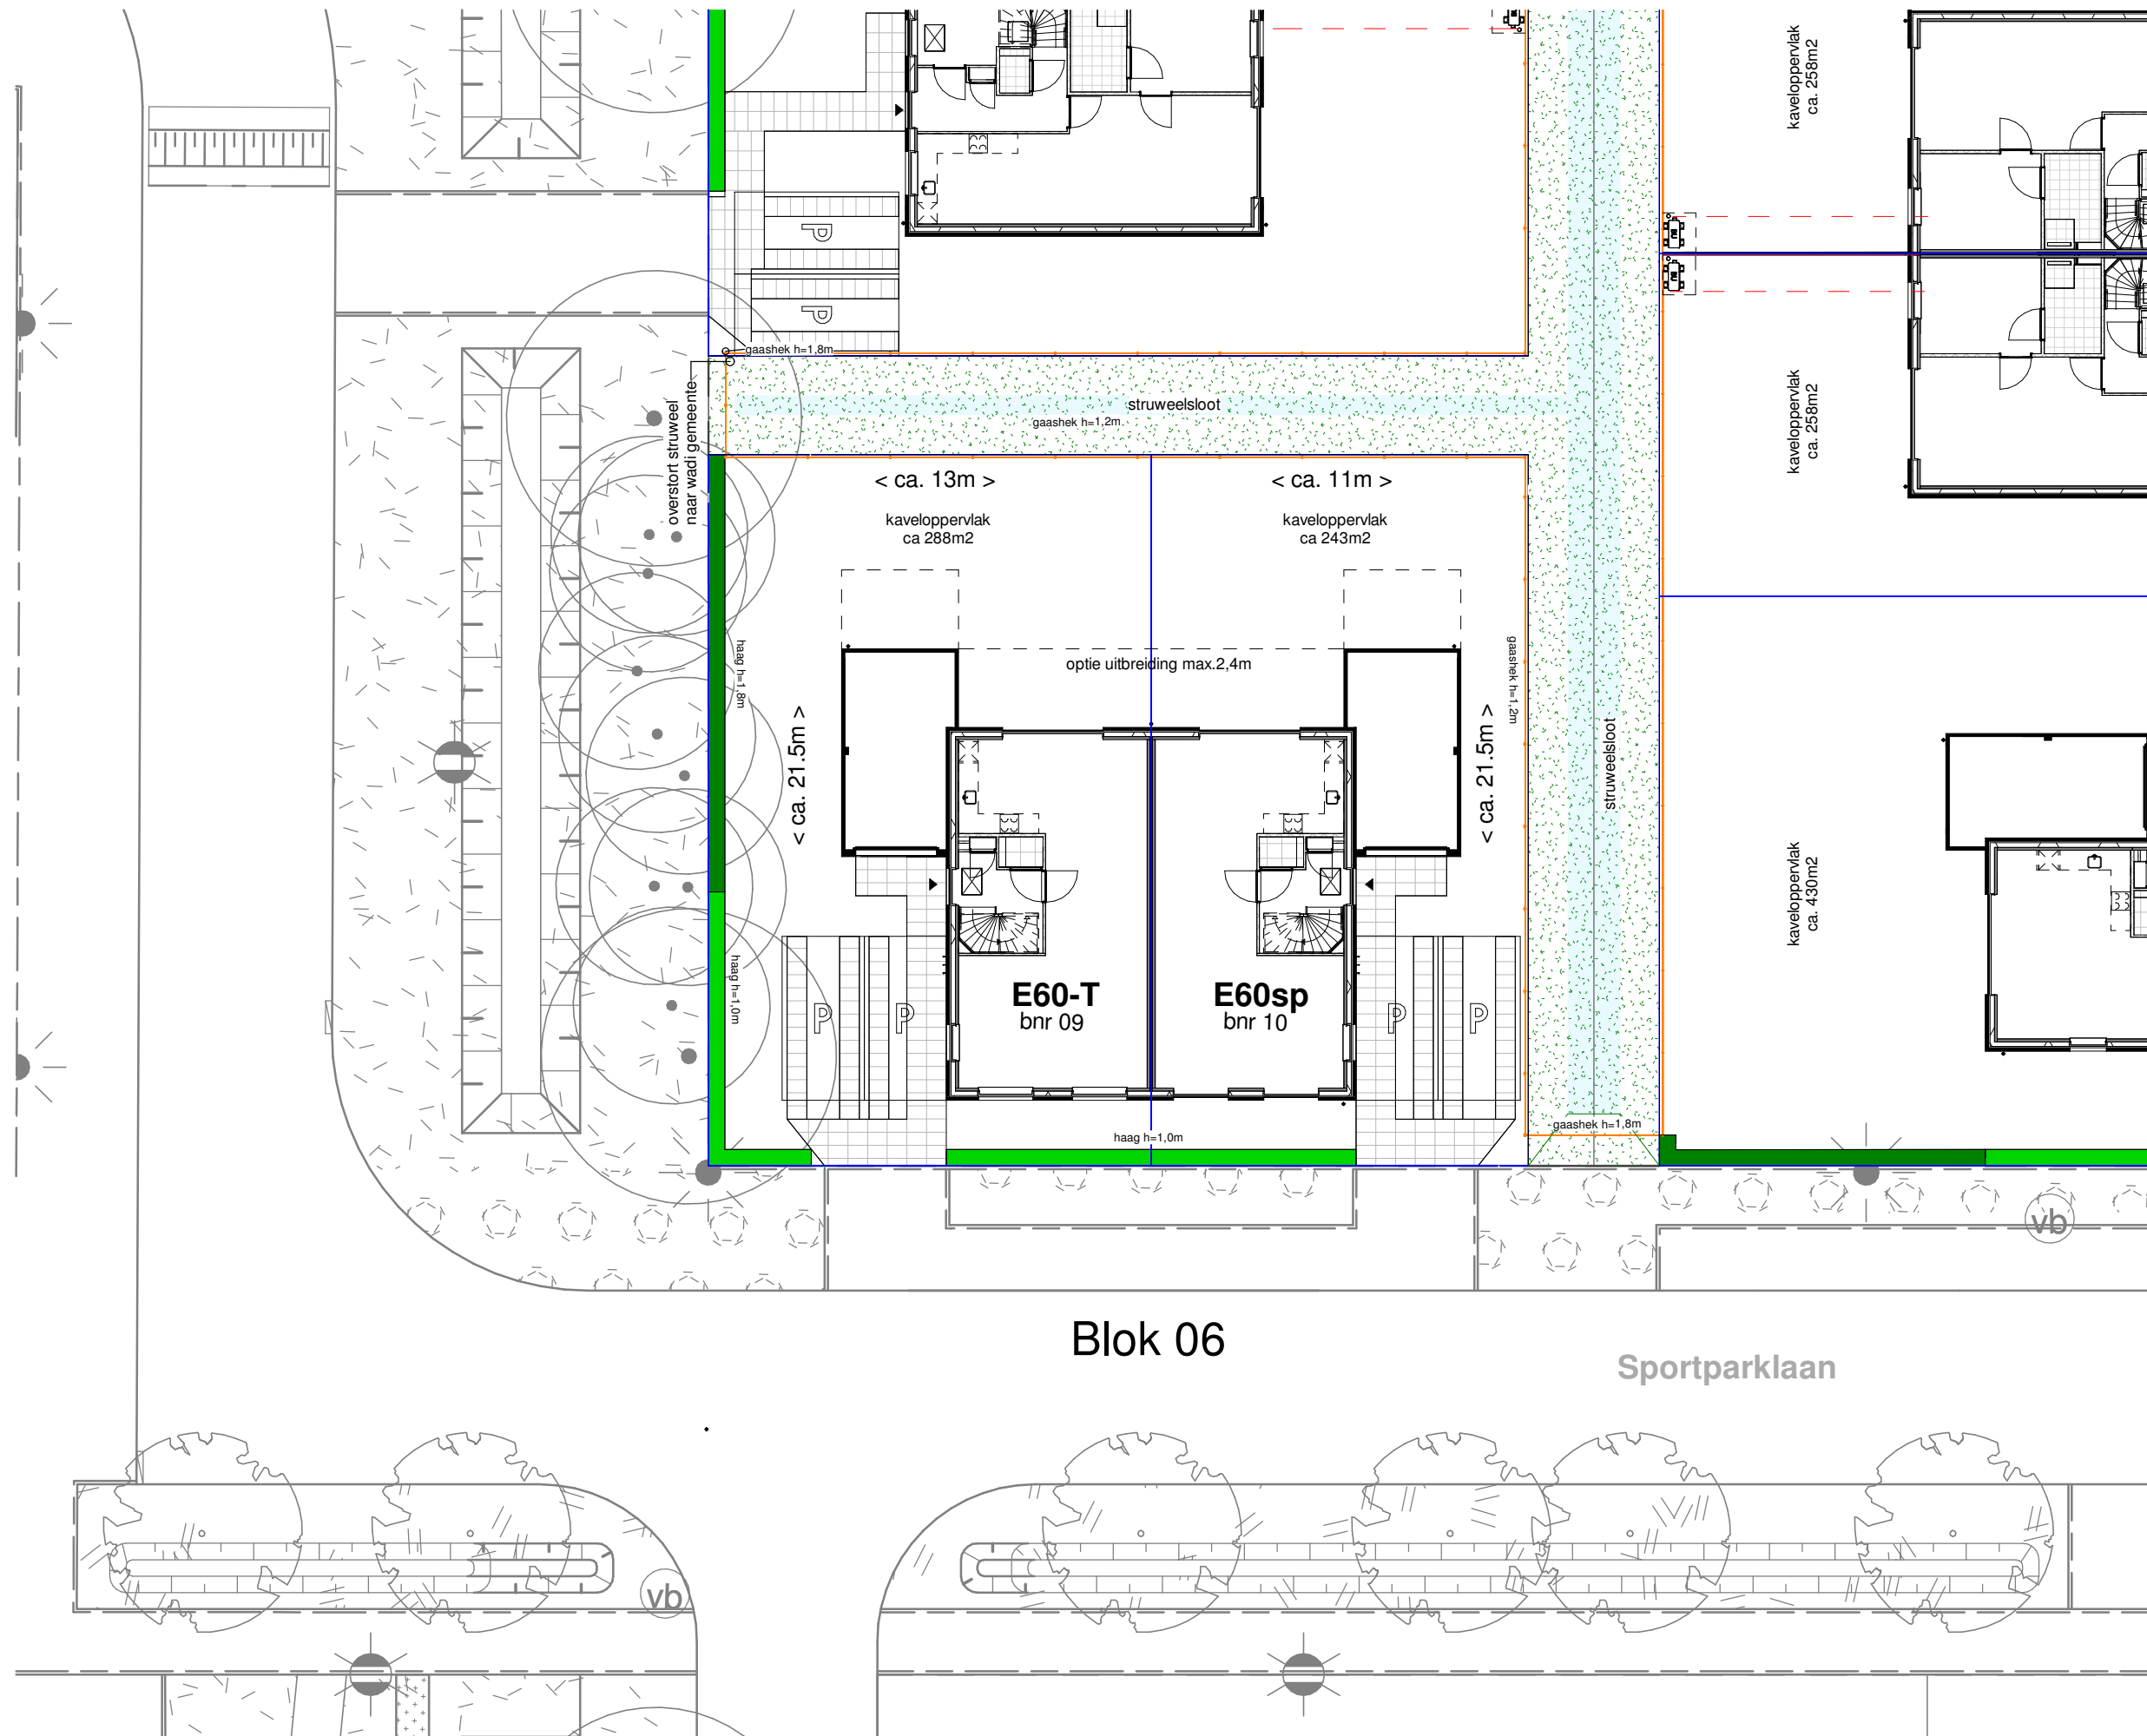 kaveloppervlak
ca. 258m2
P
P
gaashek h=1,8m
overstort struweel
naar wadi gemeente
struweelsloot
gaashek h=1,2m
kaveloppervlak
ca. 258m2
< ca. 13m >
< ca. 11m >
kaveloppervlak
ca 288m2
kaveloppervlak
ca 243m2
optie uitbreiding max.2,4m
haag h=1,8m
gaashek h=1,2m
< ca. 21.5m >
< ca. 21.5m >
struweelsloot
kaveloppervlak
ca. 430m2
haag h=1,0m
E60-T
bnr 09
E60sp
bnr 10
P
P
P
P
haag h=1,0m
gaashek h=1,8m
vb
Blok 06
Sportparklaan
vb